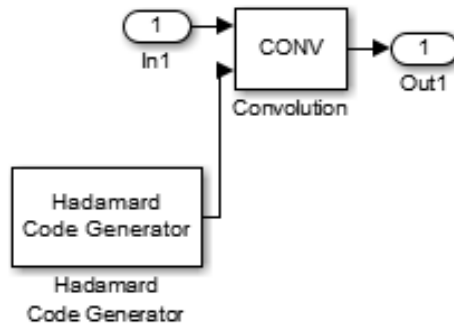 1
In1
CONV
Convolution
1
Out1
Hadamard
Code Generator
Hadamard
Code Generator